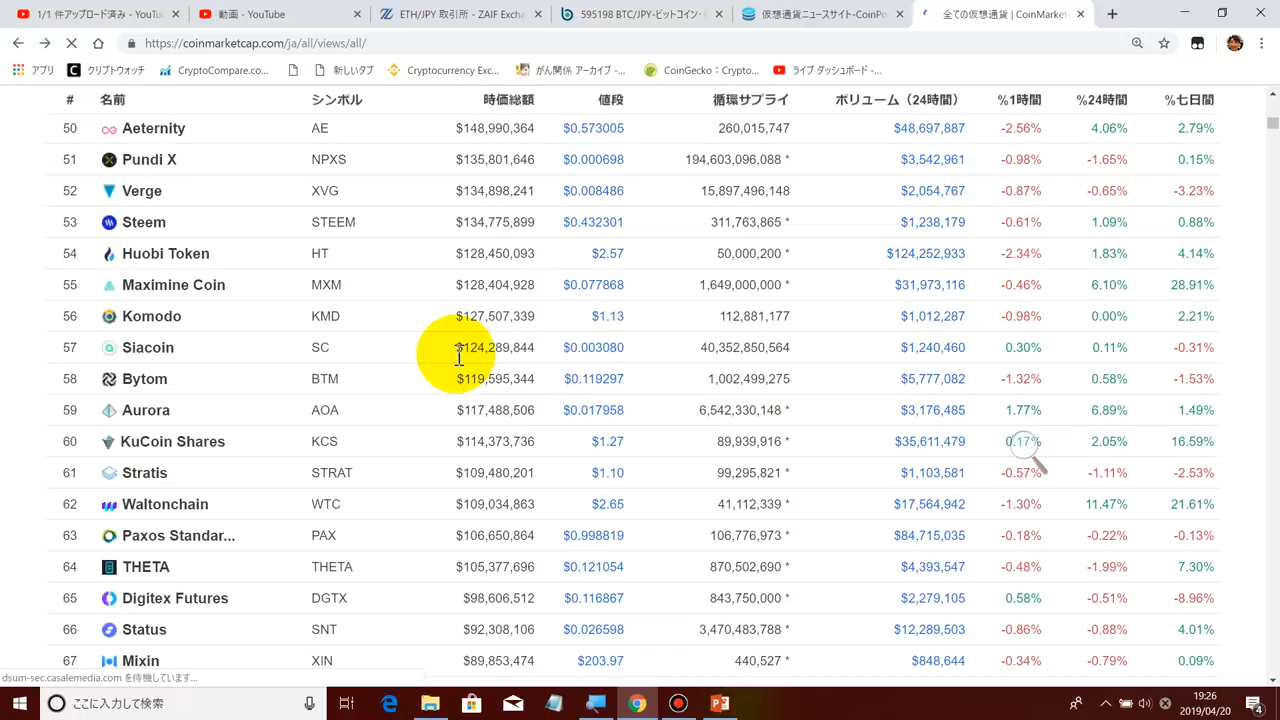 1/1 件アップロード済み - YouTube
動画 - YouTube
ETH/JPY 取引所 - ZAIF Excha
595198 BTC/JPY-ビットコイン・
仮想通貨ニュースサイト-CoinPo
全ての仮想通貨 | CoinMarket
https://coinmarketcap.com/ja/all/views/all/
アプリ
クリプトウォッチ
CryptoCompare.co...
新しいタブ
Cryptocurrency Exc...
がん関係 アーカイブ -...
CoinGecko：Crypto...
ライブ ダッシュボード -...
# 名前 シンボル 時価総額 値段 循環サプライ ボリューム（24時間） %1時間 %24時間 %七日間
50 Aeternity AE $148,990,364 $0.573005 260,015,747 $48,697,887 -2.56% 4.06% 2.79%
51 Pundi X NPXS $135,801,646 $0.000698 194,603,096,088 * $3,542,961 -0.98% -1.65% 0.15%
52 Verge XVG $134,898,241 $0.008486 15,897,496,148 $2,054,767 -0.87% -0.65% -3.23%
53 Steem STEEM $134,775,899 $0.432301 311,763,865 * $1,238,179 -0.61% 1.09% 0.88%
54 Huobi Token HT $128,450,093 $2.57 50,000,200 * $124,252,933 -2.34% 1.83% 4.14%
55 Maximine Coin MXM $128,404,928 $0.077868 1,649,000,000 * $31,973,116 -0.46% 6.10% 28.91%
56 Komodo KMD $127,507,339 $1.13 112,881,177 $1,012,287 -0.98% 0.00% 2.21%
57 Siacoin SC $124,289,844 $0.003080 40,352,850,564 $1,240,460 0.30% 0.11% -0.31%
58 Bytom BTM $119,595,344 $0.119297 1,002,499,275 $5,777,082 -1.32% 0.58% -1.53%
59 Aurora AOA $117,488,506 $0.017958 6,542,330,148 * $3,176,485 1.77% 6.89% 1.49%
60 KuCoin Shares KCS $114,373,736 $1.27 89,939,916 * $35,611,479 0.17% 2.05% 16.59%
61 Stratis STRAT $109,480,201 $1.10 99,295,821 * $1,103,581 -0.57% -1.11% -2.53%
62 Waltonchain WTC $109,034,863 $2.65 41,112,339 * $17,564,942 -1.30% 11.47% 21.61%
63 Paxos Standar... PAX $106,650,864 $0.998819 106,776,973 * $84,715,035 -0.18% -0.22% -0.13%
64 THETA THETA $105,377,696 $0.121054 870,502,690 * $4,393,547 -0.48% -1.99% 7.30%
65 Digitex Futures DGTX $98,606,512 $0.116867 843,750,000 * $2,279,105 0.58% -0.51% -8.96%
66 Status SNT $92,308,106 $0.026598 3,470,483,788 * $12,289,503 -0.86% -0.88% 4.01%
67 Mixin XIN $89,853,474 $203.97 440,527 * $848,644 -0.34% -0.79% 0.09%
dsum-sec.casalemedia.com を待機しています...
ここに入力して検索
19:26
2019/04/20
4